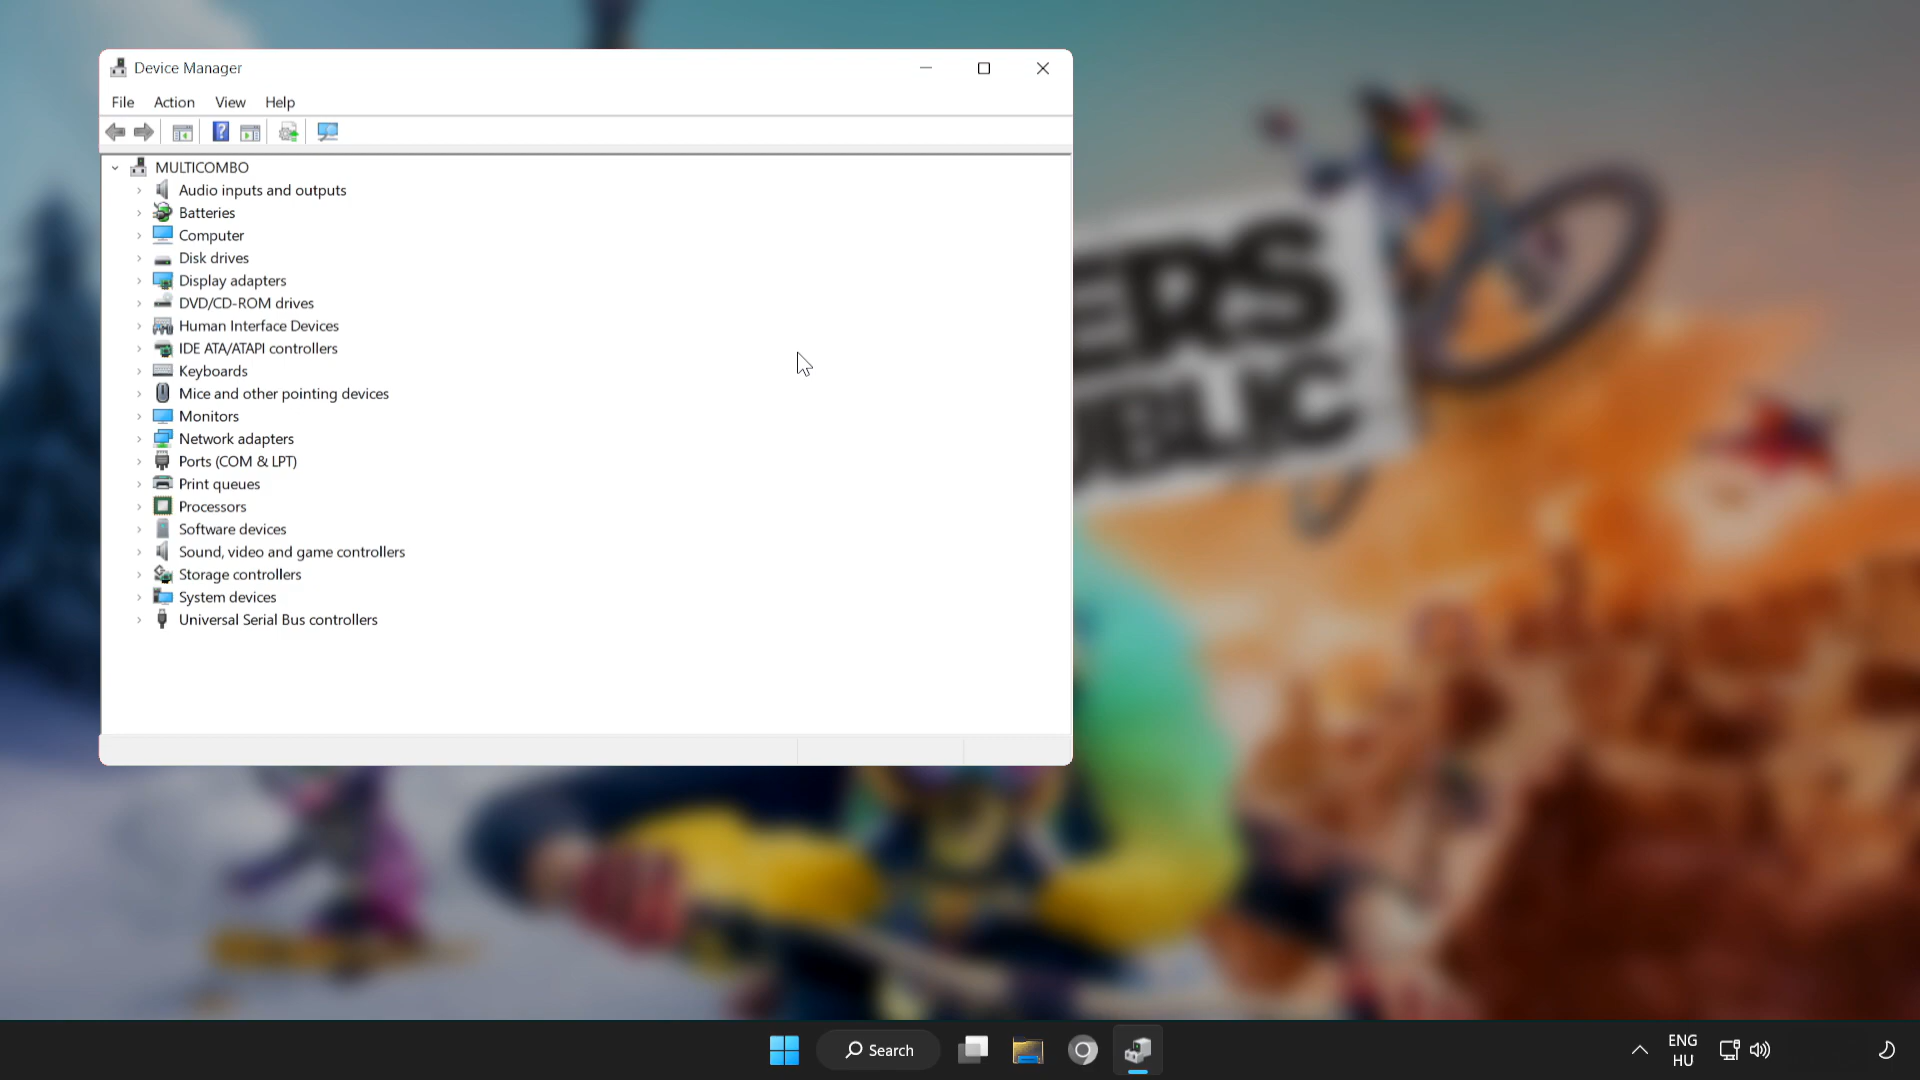 Device Manager
File Action View Help
MULTICOMBO
Audio inputs and outputs
Batteries
Computer
Disk drives
Display adapters
DVD/CD-ROM drives
Human Interface Devices
IDE ATA/ATAPI controllers
Keyboards
Mice and other pointing devices
Monitors
Network adapters
Ports (COM & LPT)
Print queues
Processors
Software devices
Sound, video and game controllers
Storage controllers
System devices
Universal Serial Bus controllers
ERS
UBLIC
Search
ENG
HU